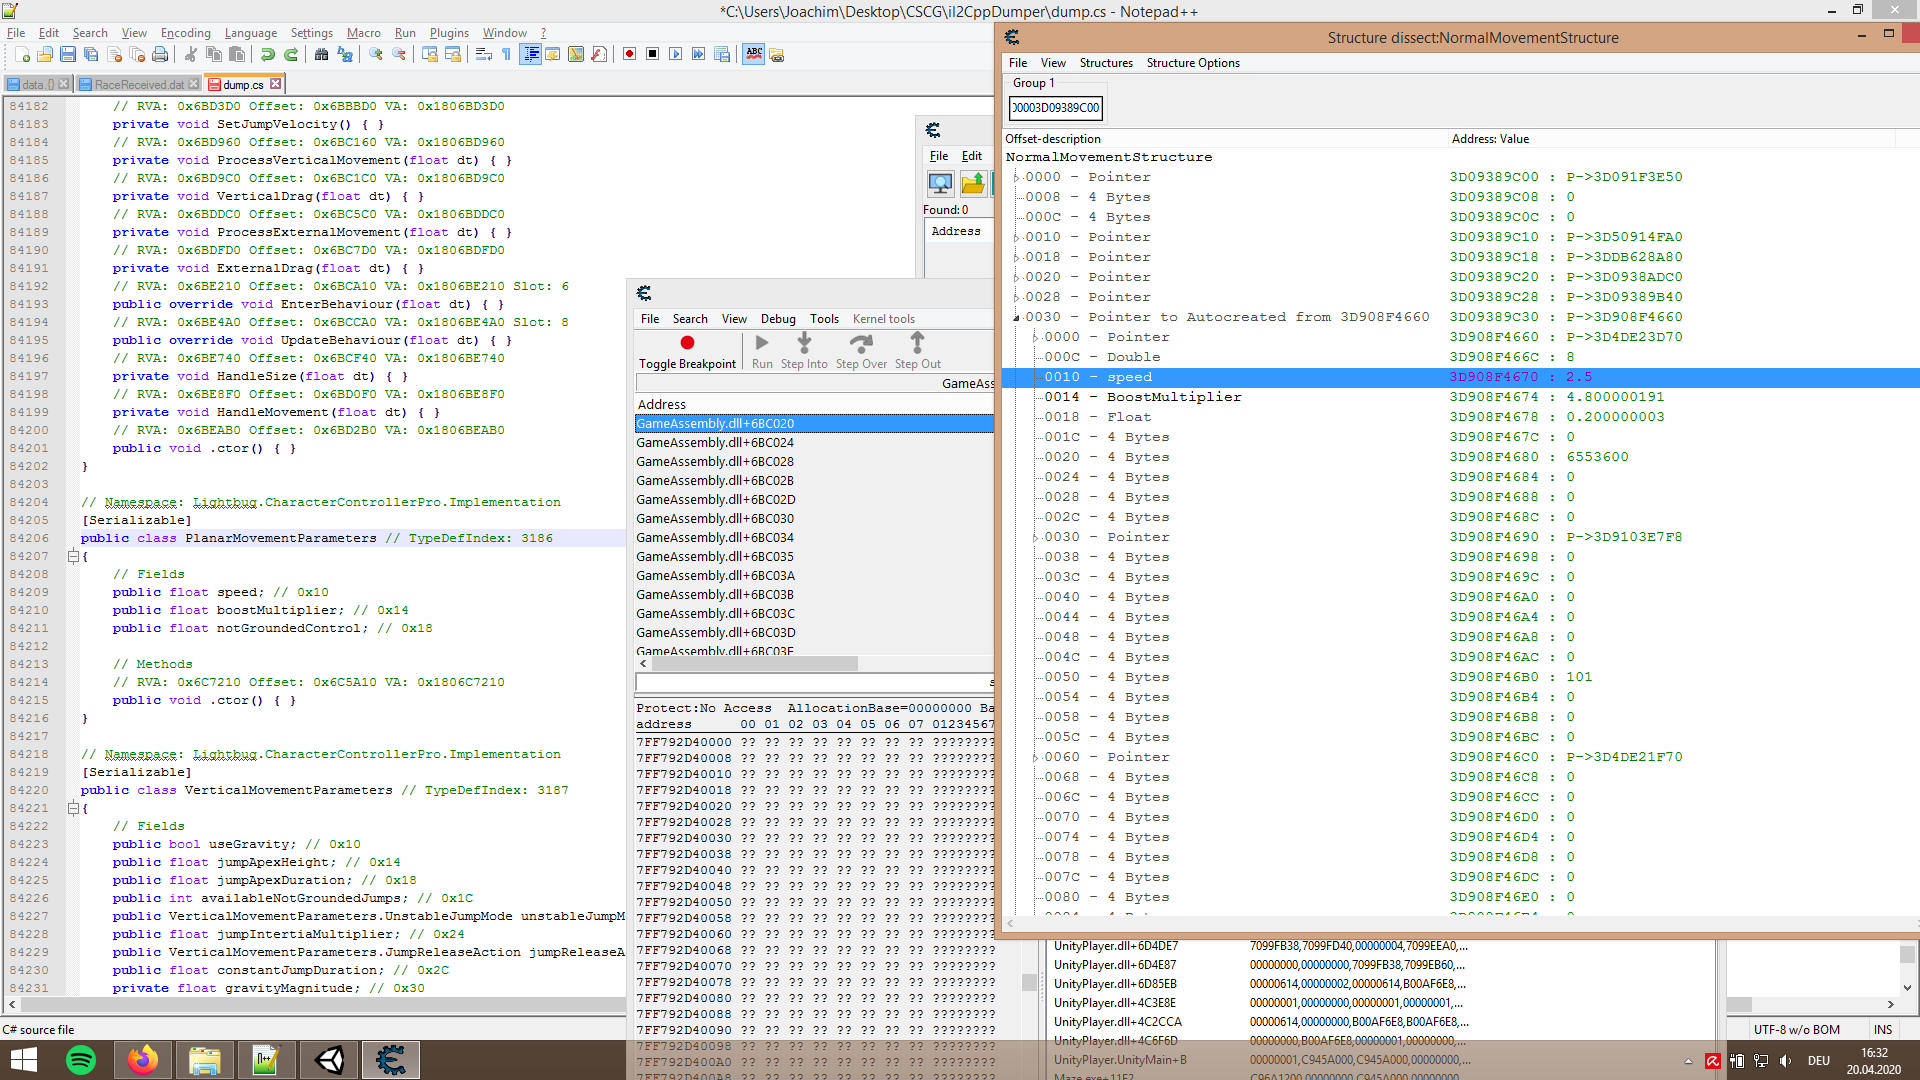 *C:\Users\Joachim\Desktop\CSCG\il2CppDumper\dump.cs - Notepad++
File Edit Search View Encoding Language Settings Macro Run Plugins Window ?
data.{} RaceReceived.dat dump.cs
84182 // RVA: 0x6BD3D0 Offset: 0x6BBBD0 VA: 0x1806BD3D0
84183 private void SetJumpVelocity() { }
84184 // RVA: 0x6BD960 Offset: 0x6BC160 VA: 0x1806BD960
84185 private void ProcessVerticalMovement(float dt) { }
84186 // RVA: 0x6BD9C0 Offset: 0x6BC1C0 VA: 0x1806BD9C0
84187 private void VerticalDrag(float dt) { }
84188 // RVA: 0x6BDDC0 Offset: 0x6BC5C0 VA: 0x1806BDDC0
84189 private void ProcessExternalMovement(float dt) { }
84190 // RVA: 0x6BDFD0 Offset: 0x6BC7D0 VA: 0x1806BDFD0
84191 private void ExternalDrag(float dt) { }
84192 // RVA: 0x6BE210 Offset: 0x6BCA10 VA: 0x1806BE210 Slot: 6
84193 public override void EnterBehaviour(float dt) { }
84194 // RVA: 0x6BE4A0 Offset: 0x6BCCA0 VA: 0x1806BE4A0 Slot: 8
84195 public override void UpdateBehaviour(float dt) { }
84196 // RVA: 0x6BE740 Offset: 0x6BCF40 VA: 0x1806BE740
84197 private void HandleSize(float dt) { }
84198 // RVA: 0x6BE8F0 Offset: 0x6BD0F0 VA: 0x1806BE8F0
84199 private void HandleMovement(float dt) { }
84200 // RVA: 0x6BEAB0 Offset: 0x6BD2B0 VA: 0x1806BEAB0
84201 public void .ctor() { }
84202 }
84203
84204 // Namespace: Lightbug.CharacterControllerPro.Implementation
84205 [Serializable]
84206 public class PlanarMovementParameters // TypeDefIndex: 3186
84207 {
84208 // Fields
84209 public float speed; // 0x10
84210 public float boostMultiplier; // 0x14
84211 public float notGroundedControl; // 0x18
84212
84213 // Methods
84214 // RVA: 0x6C7210 Offset: 0x6C5A10 VA: 0x1806C7210
84215 public void .ctor() { }
84216 }
84217
84218 // Namespace: Lightbug.CharacterControllerPro.Implementation
84219 [Serializable]
84220 public class VerticalMovementParameters // TypeDefIndex: 3187
84221 {
84222 // Fields
84223 public bool useGravity; // 0x10
84224 public float jumpApexHeight; // 0x14
84225 public float jumpApexDuration; // 0x18
84226 public int availableNotGroundedJumps; // 0x1C
84227 public VerticalMovementParameters.UnstableJumpMode unstableJumpM
84228 public float jumpIntertiaMultiplier; // 0x24
84229 public VerticalMovementParameters.JumpReleaseAction jumpReleaseA
84230 public float constantJumpDuration; // 0x2C
84231 private float gravityMagnitude; // 0x30
C# source file
File Edit
Found: 0
Address
File Search View Debug Tools Kernel tools
Toggle Breakpoint Run Step Into Step Over Step Out
GameAss
Address
GameAssembly.dll+6BC020
GameAssembly.dll+6BC024
GameAssembly.dll+6BC028
GameAssembly.dll+6BC02B
GameAssembly.dll+6BC02D
GameAssembly.dll+6BC030
GameAssembly.dll+6BC034
GameAssembly.dll+6BC035
GameAssembly.dll+6BC03A
GameAssembly.dll+6BC03B
GameAssembly.dll+6BC03C
GameAssembly.dll+6BC03D
GameAssembly.dll+6BC03E
Protect:No Access AllocationBase=00000000 Ba
address 00 01 02 03 04 05 06 07 01234567
7FF792D40000 ?? ?? ?? ?? ?? ?? ?? ?? ????????
7FF792D40008 ?? ?? ?? ?? ?? ?? ?? ?? ????????
7FF792D40010 ?? ?? ?? ?? ?? ?? ?? ?? ????????
7FF792D40018 ?? ?? ?? ?? ?? ?? ?? ?? ????????
7FF792D40020 ?? ?? ?? ?? ?? ?? ?? ?? ????????
7FF792D40028 ?? ?? ?? ?? ?? ?? ?? ?? ????????
7FF792D40030 ?? ?? ?? ?? ?? ?? ?? ?? ????????
7FF792D40038 ?? ?? ?? ?? ?? ?? ?? ?? ????????
7FF792D40040 ?? ?? ?? ?? ?? ?? ?? ?? ????????
7FF792D40048 ?? ?? ?? ?? ?? ?? ?? ?? ????????
7FF792D40050 ?? ?? ?? ?? ?? ?? ?? ?? ????????
7FF792D40058 ?? ?? ?? ?? ?? ?? ?? ?? ????????
7FF792D40060 ?? ?? ?? ?? ?? ?? ?? ?? ????????
7FF792D40068 ?? ?? ?? ?? ?? ?? ?? ?? ????????
7FF792D40070 ?? ?? ?? ?? ?? ?? ?? ?? ????????
7FF792D40078 ?? ?? ?? ?? ?? ?? ?? ?? ????????
7FF792D40080 ?? ?? ?? ?? ?? ?? ?? ?? ????????
7FF792D40088 ?? ?? ?? ?? ?? ?? ?? ?? ????????
7FF792D40090 ?? ?? ?? ?? ?? ?? ?? ?? ????????
7FF792D40098 ?? ?? ?? ?? ?? ?? ?? ?? ????????
7FF792D400A0 ?? ?? ?? ?? ?? ?? ?? ?? ????????
7FF792D400A8 ?? ?? ?? ?? ?? ?? ?? ?? ????????
Structure dissect:NormalMovementStructure
File View Structures Structure Options
Group 1
00003D09389C00
Offset-description Address: Value
NormalMovementStructure
0000 - Pointer 3D09389C00 : P->3D091F3E50
0008 - 4 Bytes 3D09389C08 : 0
000C - 4 Bytes 3D09389C0C : 0
0010 - Pointer 3D09389C10 : P->3D50914FA0
0018 - Pointer 3D09389C18 : P->3DDB628A80
0020 - Pointer 3D09389C20 : P->3D0938ADC0
0028 - Pointer 3D09389C28 : P->3D09389B40
0030 - Pointer to Autocreated from 3D908F4660 3D09389C30 : P->3D908F4660
0000 - Pointer 3D908F4660 : P->3D4DE23D70
000C - Double 3D908F466C : 8
0010 - speed 3D908F4670 : 2.5
0014 - BoostMultiplier 3D908F4674 : 4.800000191
0018 - Float 3D908F4678 : 0.200000003
001C - 4 Bytes 3D908F467C : 0
0020 - 4 Bytes 3D908F4680 : 6553600
0024 - 4 Bytes 3D908F4684 : 0
0028 - 4 Bytes 3D908F4688 : 0
002C - 4 Bytes 3D908F468C : 0
0030 - Pointer 3D908F4690 : P->3D9103E7F8
0038 - 4 Bytes 3D908F4698 : 0
003C - 4 Bytes 3D908F469C : 0
0040 - 4 Bytes 3D908F46A0 : 0
0044 - 4 Bytes 3D908F46A4 : 0
0048 - 4 Bytes 3D908F46A8 : 0
004C - 4 Bytes 3D908F46AC : 0
0050 - 4 Bytes 3D908F46B0 : 101
0054 - 4 Bytes 3D908F46B4 : 0
0058 - 4 Bytes 3D908F46B8 : 0
005C - 4 Bytes 3D908F46BC : 0
0060 - Pointer 3D908F46C0 : P->3D4DE21F70
0068 - 4 Bytes 3D908F46C8 : 0
006C - 4 Bytes 3D908F46CC : 0
0070 - 4 Bytes 3D908F46D0 : 0
0074 - 4 Bytes 3D908F46D4 : 0
0078 - 4 Bytes 3D908F46D8 : 0
007C - 4 Bytes 3D908F46DC : 0
0080 - 4 Bytes 3D908F46E0 : 0
0084 - 4 Bytes 3D908F46E4 : 0
UnityPlayer.dll+6D4DE7 7099FB38,7099FD40,00000004,7099EEA0,...
UnityPlayer.dll+6D4E87 00000000,00000000,7099FB38,7099EB60,...
UnityPlayer.dll+6D85EB 00000614,00000002,00000614,B00AF6E8,...
UnityPlayer.dll+4C3E8E 00000001,00000000,00000001,00000001,...
UnityPlayer.dll+4C2CCA 00000614,00000000,B00AF6E8,B00AF6E8,...
UnityPlayer.dll+4C6F6D 00000000,B00AF6E8,00000001,00000000,...
UnityPlayer.UnityMain+B 00000001,C945A000,C945A000,00000000,...
Maze.exe+11F2 C96A1200,00000000,C945A000,00000000,...
UTF-8 w/o BOM INS
DEU 16:32
20.04.2020